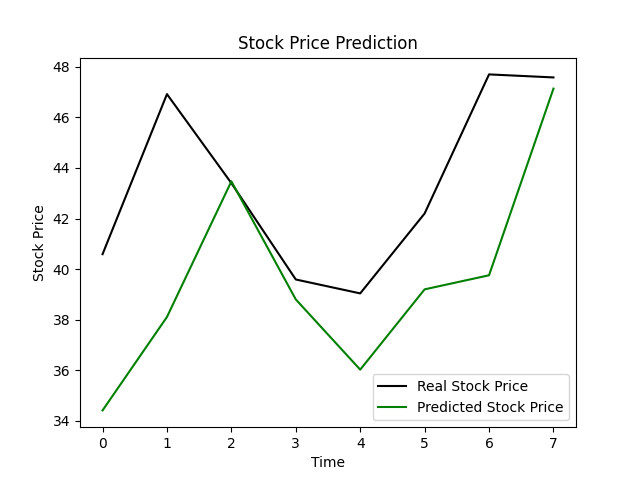 Stock Price Prediction
48
46
44
42
40
38
36
34
Stock Price
Real Stock Price
Predicted Stock Price
0 1 2 3 4 5 6 7
Time